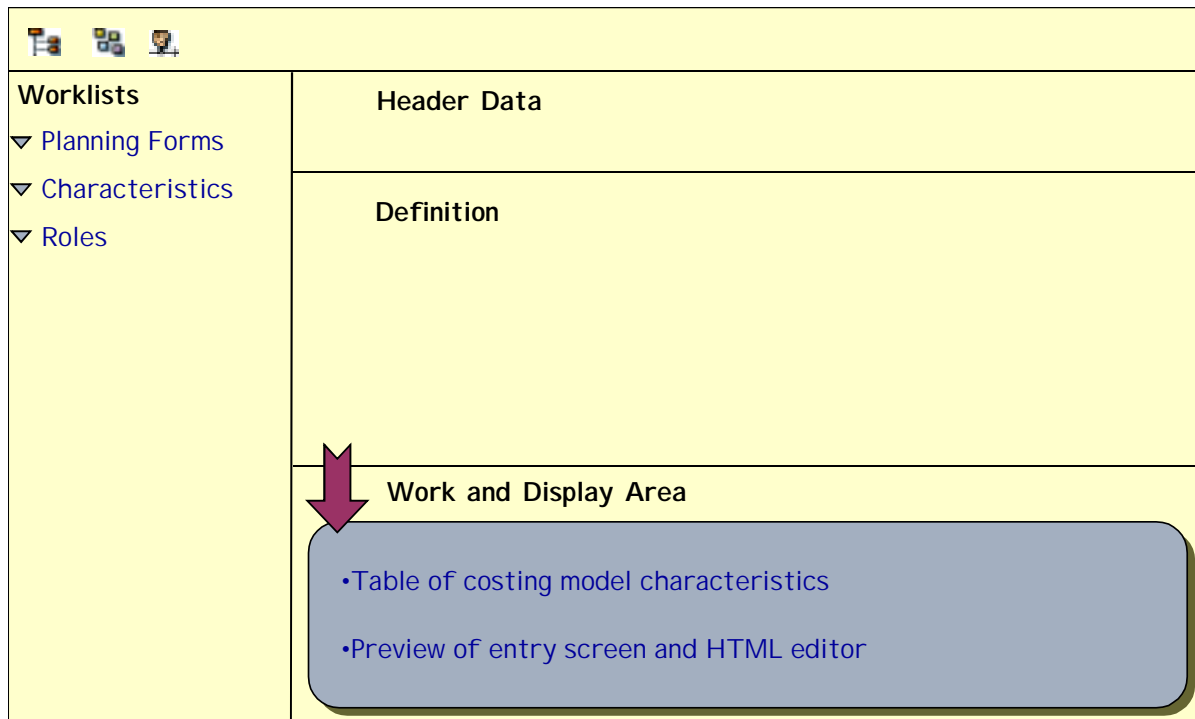 Worklists
Planning Forms
Characteristics
Roles
Header Data
Definition
Work and Display Area
•Table of costing model characteristics
•Preview of entry screen and HTML editor